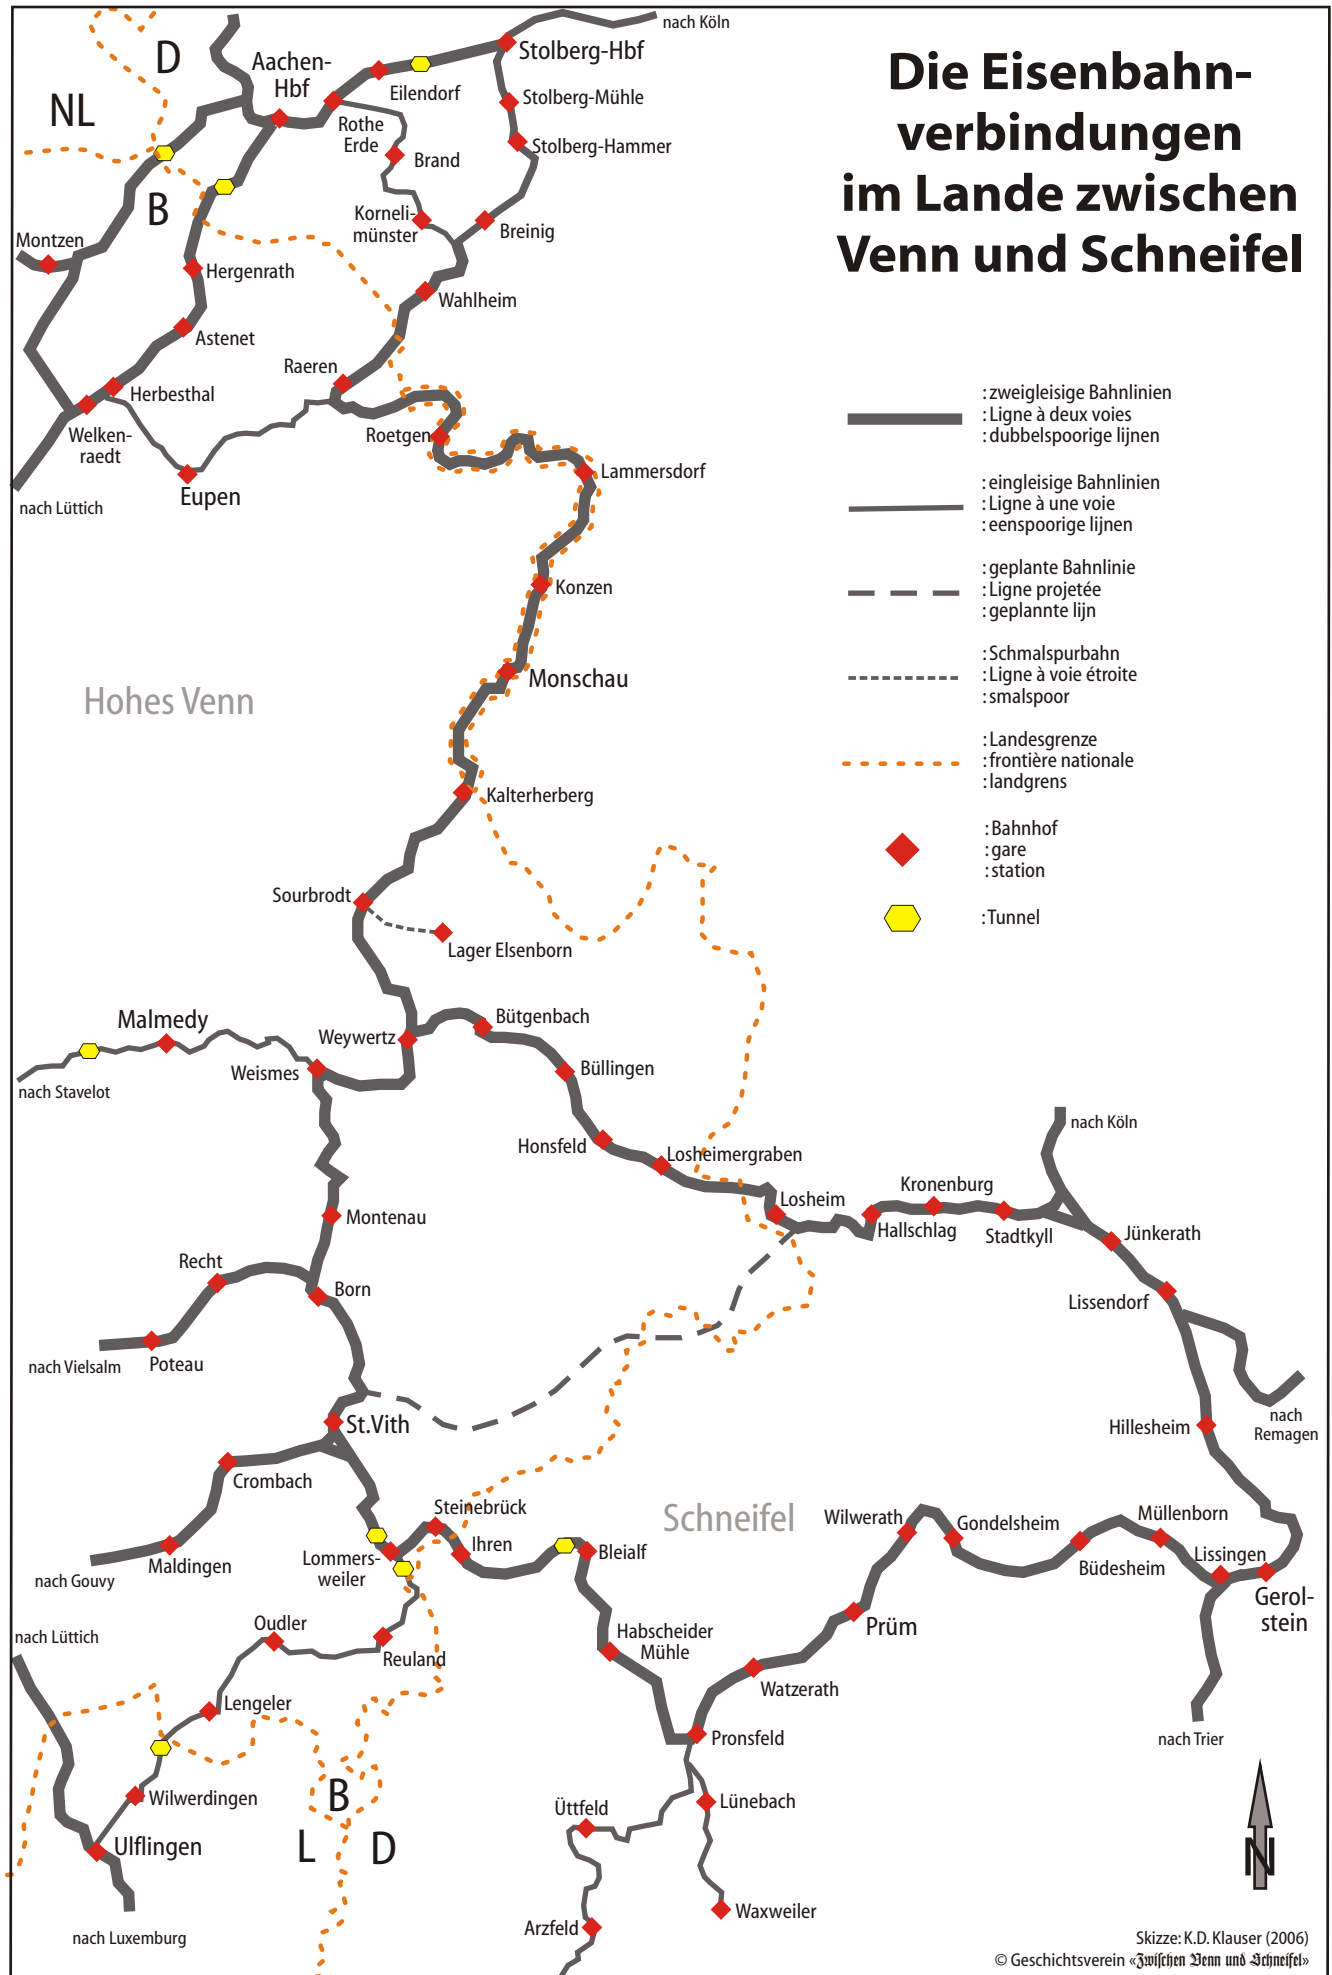 Die Eisenbahn-
verbindungen
im Lande zwischen
Venn und Schneifel
:zweigleisige Bahnlinien
:Ligne à deux voies
:dubbelspoorige lijnen
:eingleisige Bahnlinien
:Ligne à une voie
:eenspoorige lijnen
:geplante Bahnlinie
:Ligne projetée
:geplannte lijn
:Schmalspurbahn
:Ligne à voie étroite
:smalspoor
:Landesgrenze
:frontière nationale
:landgrens
:Bahnhof
:gare
:station
:Tunnel
nach Köln
D
Aachen-
Hbf
Stolberg-Hbf
Eilendorf
NL
Stolberg-Mühle
Rothe
Erde
Stolberg-Hammer
Brand
B
Korneli-
münster
Breinig
Montzen
Hergenrath
Wahlheim
Astenet
Raeren
Herbesthal
Welken-
raedt
Roetgen
Lammersdorf
Eupen
nach Lüttich
Konzen
Monschau
Hohes Venn
Kalterherberg
Sourbrodt
Lager Elsenborn
Malmedy
Bütgenbach
Weywertz
Weismes
Büllingen
nach Stavelot
nach Köln
Honsfeld
Losheimergraben
Kronenburg
Losheim
Hallschlag
Stadtkyll
Jünkerath
Montenau
Recht
Born
Lissendorf
nach Vielsalm
Poteau
St.Vith
nach
Remagen
Hillesheim
Crombach
Steinebrück
Schneifel
Wilwerath
Gondelsheim
Müllenborn
Ihren
Bleialf
Lommers-
weiler
Maldingen
nach Gouvy
Büdesheim
Lissingen
Gerol-
stein
Oudler
Habscheider
Mühle
Prüm
nach Lüttich
Reuland
Watzerath
Lengeler
Pronsfeld
nach Trier
B
Wilwerdingen
Üttfeld
Lünebach
Ulflingen
L
D
N
Waxweiler
Arzfeld
nach Luxemburg
Skizze: K.D. Klauser (2006)
© Geschichtsverein «Zwischen Venn und Schneifel»